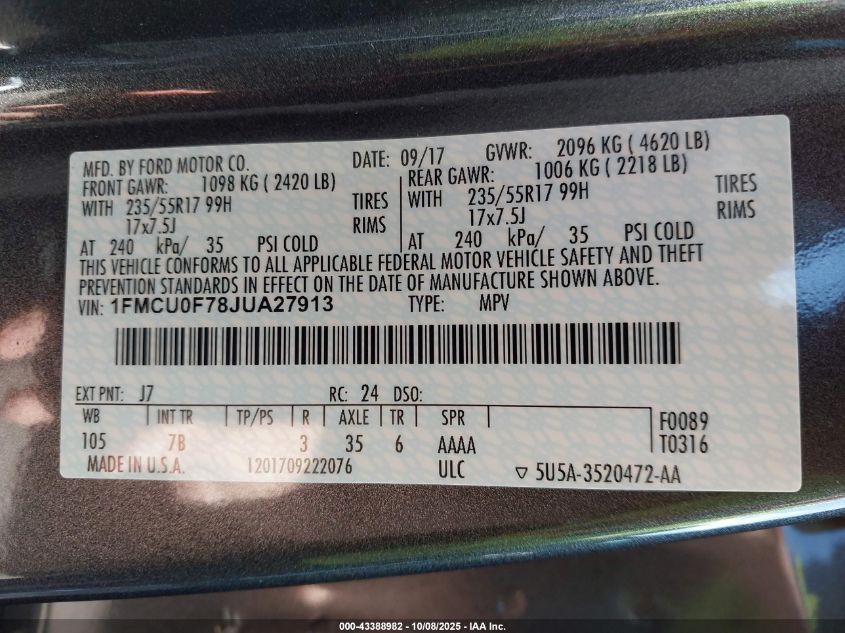 MFD. BY FORD MOTOR CO. DATE: 09/17 GVWR: 2096 KG ( 4620 LB)
FRONT GAWR: 1098 KG ( 2420 LB) REAR GAWR: 1006 KG ( 2218 LB)
WITH 235/55R17 99H TIRES WITH 235/55R17 99H TIRES
17x7.5J RIMS 17x7.5J RIMS
AT 240 kPa/ 35 PSI COLD AT 240 kPa/ 35 PSI COLD
THIS VEHICLE CONFORMS TO ALL APPLICABLE FEDERAL MOTOR VEHICLE SAFETY AND THEFT
PREVENTION STANDARDS IN EFFECT ON THE DATE OF MANUFACTURE SHOWN ABOVE.
VIN: 1FMCU0F78JUA27913 TYPE: MPV
EXT PNT: J7 RC: 24 DSO:
WB INT TR TP/PS R AXLE TR SPR F0089
105 7B 3 35 6 AAAA T0316
MADE IN U.S.A. 1201709222076 ULC ▽ 5U5A-3520472-AA
000-43388982 - 10/08/2025 - IAA Inc.